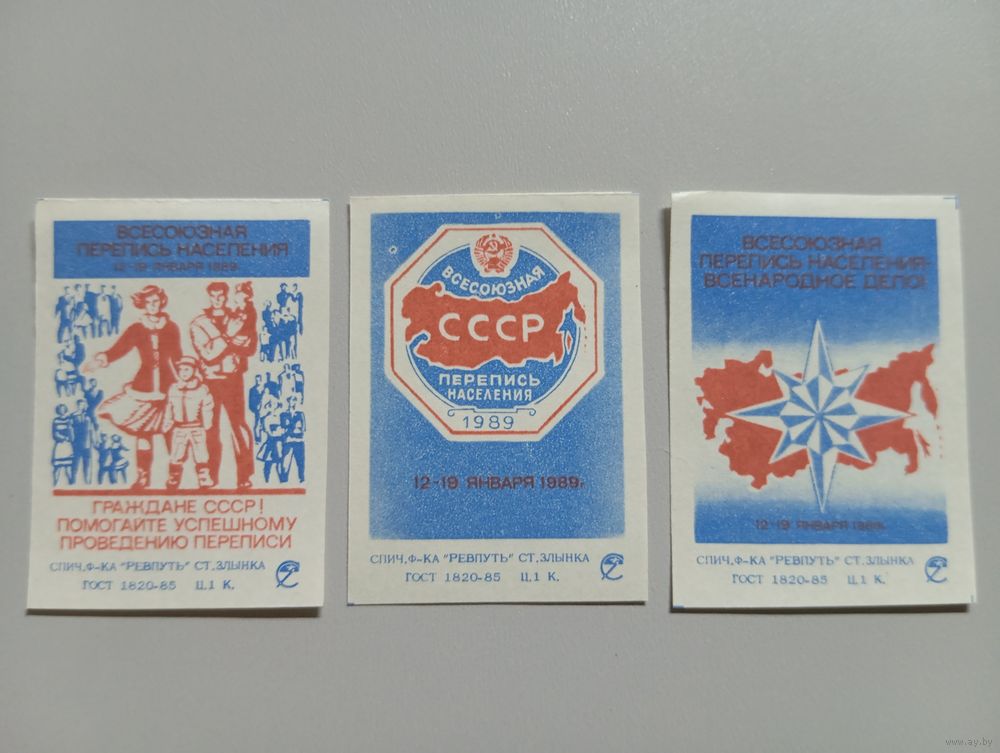 ВСЕСОЮЗНАЯ
ПЕРЕПИСЬ НАСЕЛЕНИЯ
12-19 ЯНВАРЯ 1989
ГРАЖДАНЕ СССР!
ПОМОГАЙТЕ УСПЕШНОМУ
ПРОВЕДЕНИЮ ПЕРЕПИСИ
СПИЧ.Ф-КА "РЕВПУТЬ" СТ.ЗЛЫНКА
ГОСТ 1820-85 Ц.1 К.
ВСЕСОЮЗНАЯ
СССР
ПЕРЕПИСЬ
НАСЕЛЕНИЯ
1989
12-19 ЯНВАРЯ 1989г.
СПИЧ.Ф-КА "РЕВПУТЬ" СТ.ЗЛЫНКА
ГОСТ 1820-85 Ц.1 К.
ВСЕСОЮЗНАЯ
ПЕРЕПИСЬ НАСЕЛЕНИЯ-
ВСЕНАРОДНОЕ ДЕЛО!
12-19 ЯНВАРЯ 1989г.
СПИЧ.Ф-КА "РЕВПУТЬ" СТ.ЗЛЫНКА
ГОСТ 1820-85 Ц.1 К.
© www.ay.by